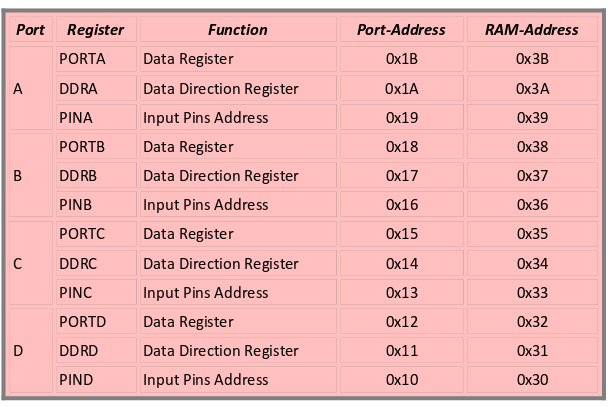 Port Register Function Port-Address RAM-Address
A PORTA Data Register 0x1B 0x3B
DDRA Data Direction Register 0x1A 0x3A
PINA Input Pins Address 0x19 0x39
B PORTB Data Register 0x18 0x38
DDRB Data Direction Register 0x17 0x37
PINB Input Pins Address 0x16 0x36
C PORTC Data Register 0x15 0x35
DDRC Data Direction Register 0x14 0x34
PINC Input Pins Address 0x13 0x33
D PORTD Data Register 0x12 0x32
DDRD Data Direction Register 0x11 0x31
PIND Input Pins Address 0x10 0x30